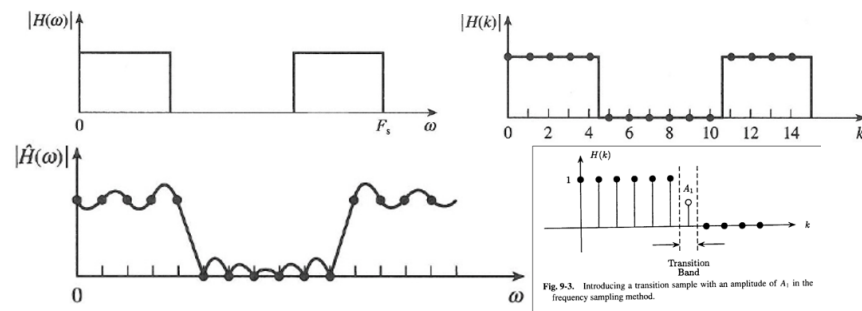 |H(ω)|
0
F_s
ω
|H(k)|
0 2 4 6 8 10 12 14
k
|Ĥ(ω)|
0
ω
H(k)
1
A₁
k
Transition
Band
Fig. 9-3. Introducing a transition sample with an amplitude of A₁ in the
frequency sampling method.